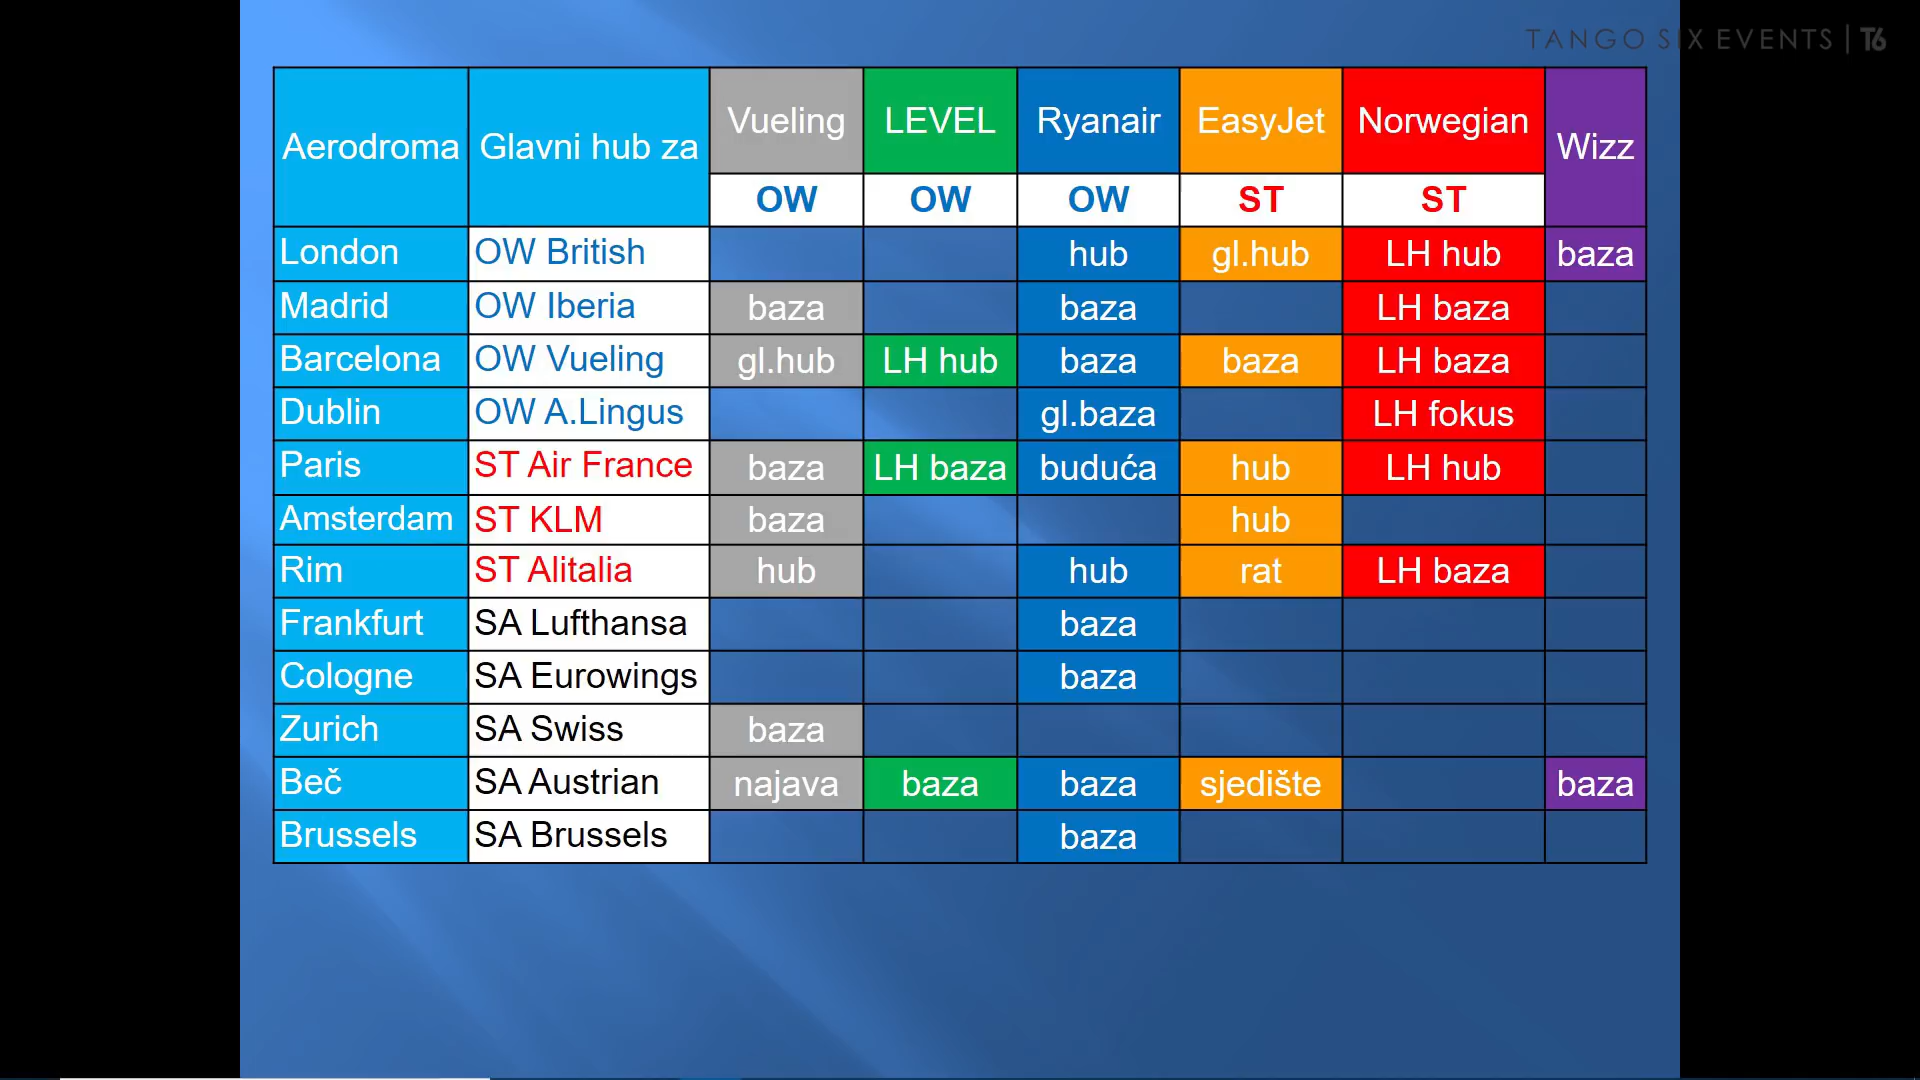 TANGO SIX EVENTS | T6
Aerodroma Glavni hub za Vueling LEVEL Ryanair EasyJet Norwegian Wizz
OW OW OW ST ST
London OW British hub gl.hub LH hub baza
Madrid OW Iberia baza baza LH baza
Barcelona OW Vueling gl.hub LH hub baza baza LH baza
Dublin OW A.Lingus gl.baza LH fokus
Paris ST Air France baza LH baza buduća hub LH hub
Amsterdam ST KLM baza hub
Rim ST Alitalia hub hub rat LH baza
Frankfurt SA Lufthansa baza
Cologne SA Eurowings baza
Zurich SA Swiss baza
Beč SA Austrian najava baza baza sjedište baza
Brussels SA Brussels baza